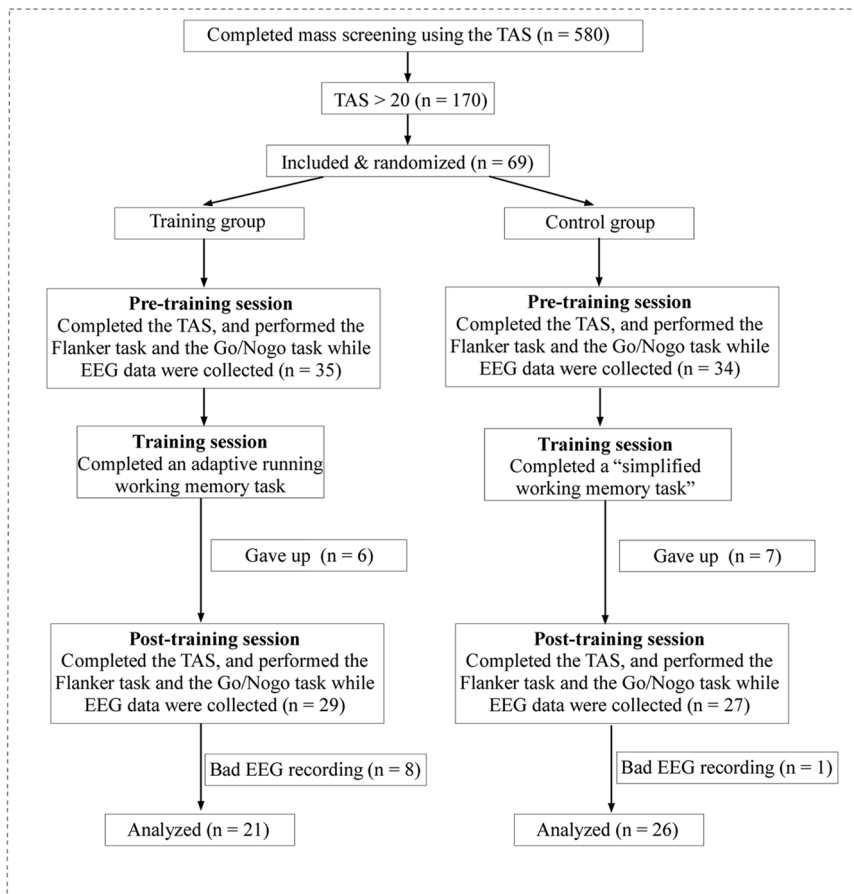 Completed mass screening using the TAS (n = 580)
TAS > 20 (n = 170)
Included & randomized (n = 69)
Training group
Control group
Pre-training session
Completed the TAS, and performed the
Flanker task and the Go/Nogo task while
EEG data were collected (n = 35)
Pre-training session
Completed the TAS, and performed the
Flanker task and the Go/Nogo task while
EEG data were collected (n = 34)
Training session
Completed an adaptive running
working memory task
Training session
Completed a “simplified
working memory task”
Gave up (n = 6)
Gave up (n = 7)
Post-training session
Completed the TAS, and performed the
Flanker task and the Go/Nogo task while
EEG data were collected (n = 29)
Post-training session
Completed the TAS, and performed the
Flanker task and the Go/Nogo task while
EEG data were collected (n = 27)
Bad EEG recording (n = 8)
Bad EEG recording (n = 1)
Analyzed (n = 21)
Analyzed (n = 26)